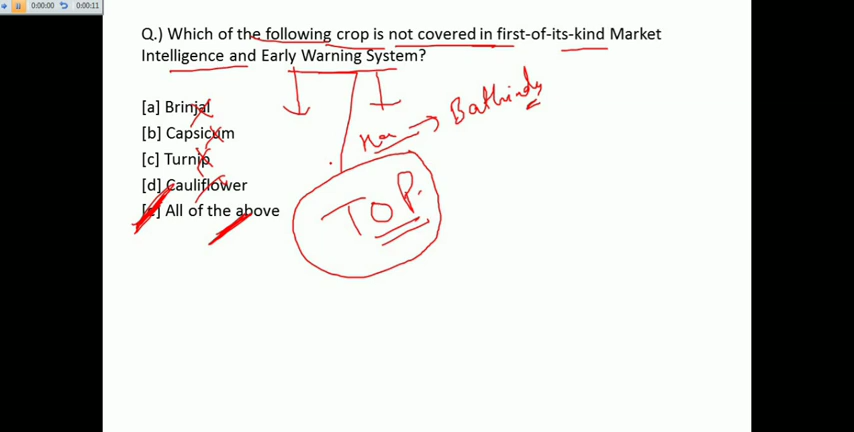 0:00:00 0:00:11
Q.) Which of the following crop is not covered in first-of-its-kind Market
Intelligence and Early Warning System?
[a] Brinjal
[b] Capsicum
[c] Turnip
[d] Cauliflower
[e] All of the above
Bathinda
TOP